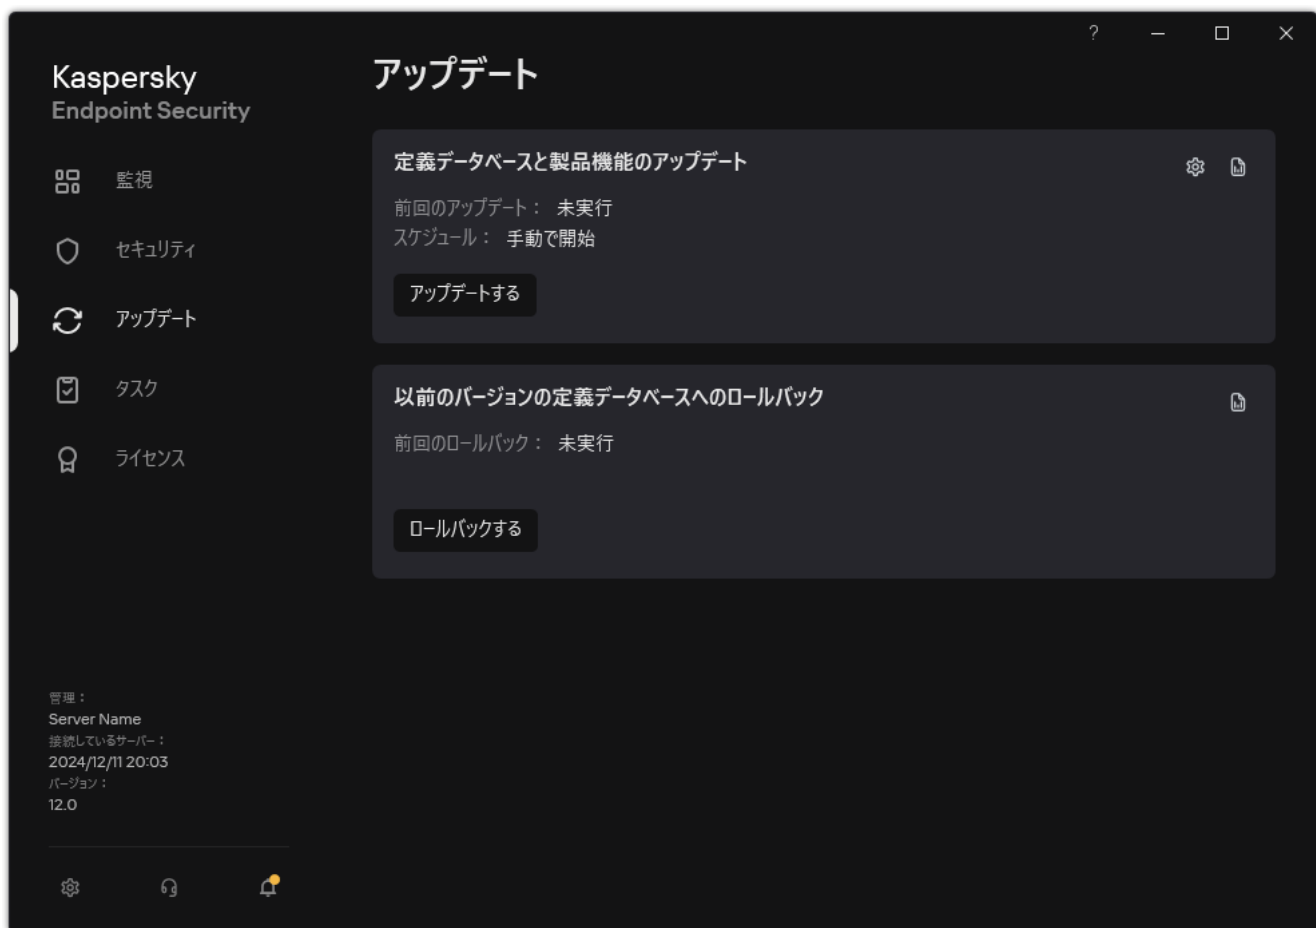 ?
Kaspersky
Endpoint Security
監視
セキュリティ
アップデート
タスク
ライセンス
管理：
Server Name
接続しているサーバー：
2024/12/11 20:03
バージョン：
12.0
アップデート
定義データベースと製品機能のアップデート
前回のアップデート： 未実行
スケジュール： 手動で開始
アップデートする
以前のバージョンの定義データベースへのロールバック
前回のロールバック： 未実行
ロールバックする